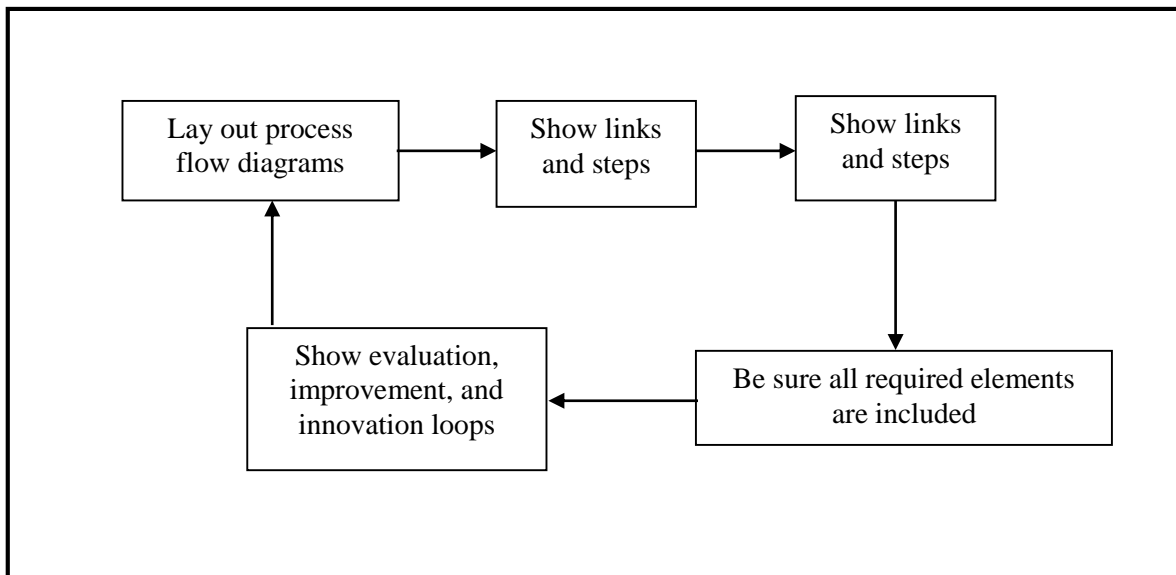 Lay out process
flow diagrams
Show links
and steps
Show links
and steps
Be sure all required elements
are included
Show evaluation,
improvement, and
innovation loops